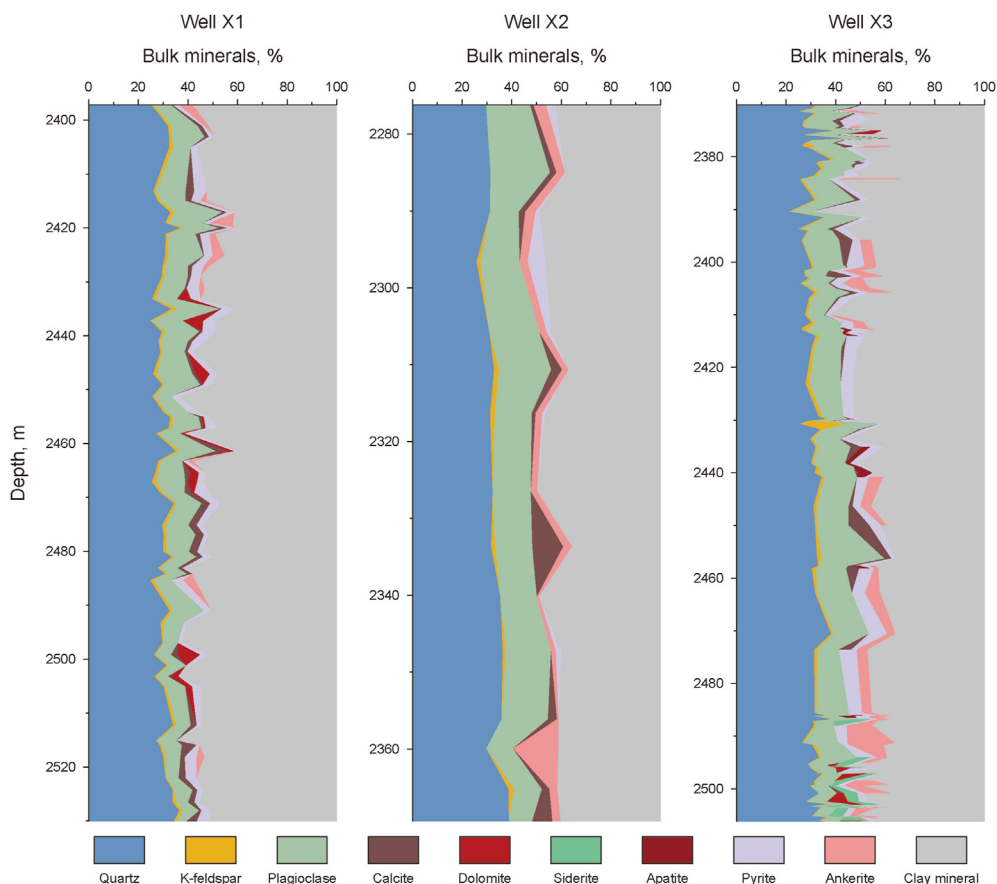 Well X1
Well X2
Well X3
Bulk minerals, %
Bulk minerals, %
Bulk minerals, %
0 20 40 60 80 100
0 20 40 60 80 100
0 20 40 60 80 100
Depth, m
2400
2420
2440
2460
2480
2500
2520
2280
2300
2320
2340
2360
2380
2400
2420
2440
2460
2480
2500
Quartz
K-feldspar
Plagioclase
Calcite
Dolomite
Siderite
Apatite
Pyrite
Ankerite
Clay mineral